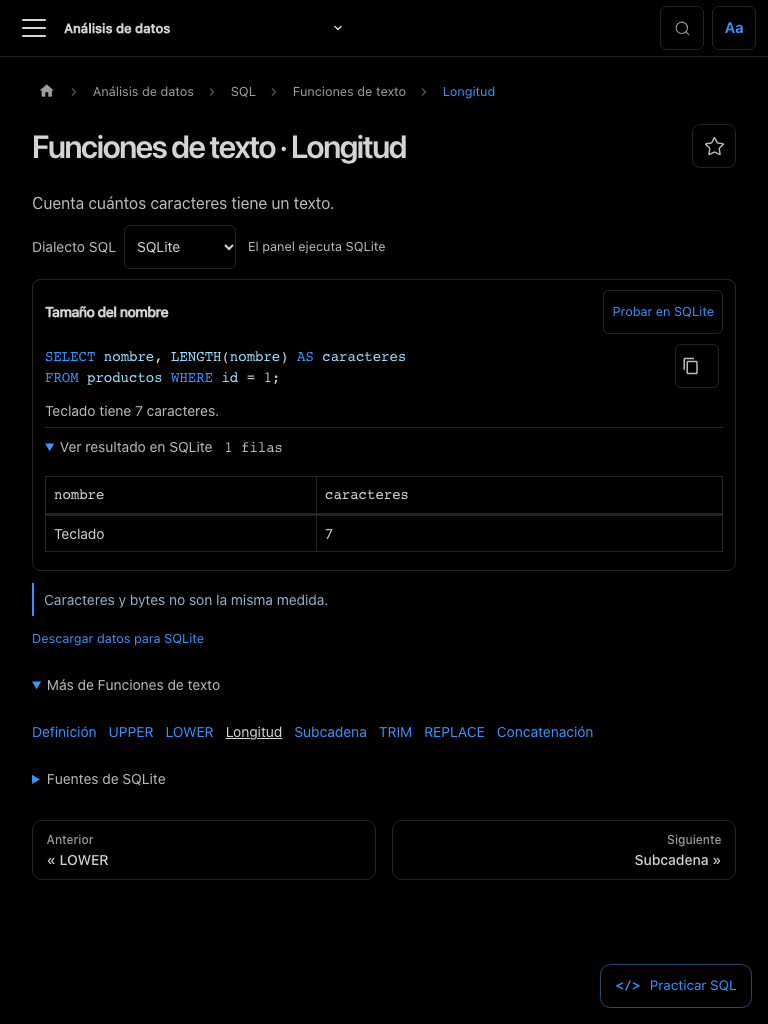 Análisis de datos
Aa
Análisis de datos > SQL > Funciones de texto > Longitud
Funciones de texto · Longitud
Cuenta cuántos caracteres tiene un texto.
Dialecto SQL SQLite El panel ejecuta SQLite
Tamaño del nombre
Probar en SQLite
SELECT nombre, LENGTH(nombre) AS caracteres
FROM productos WHERE id = 1;
Teclado tiene 7 caracteres.
Ver resultado en SQLite 1 filas
nombre caracteres
Teclado 7
Caracteres y bytes no son la misma medida.
Descargar datos para SQLite
Más de Funciones de texto
Definición UPPER LOWER Longitud Subcadena TRIM REPLACE Concatenación
Fuentes de SQLite
Anterior
« LOWER
Siguiente
Subcadena »
</> Practicar SQL